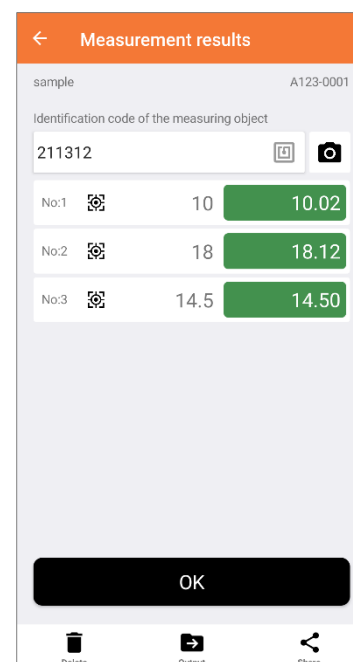 Measurement results
sample A123-0001
Identification code of the measuring object
211312
No:1 10 10.02
No:2 18 18.12
No:3 14.5 14.50
OK